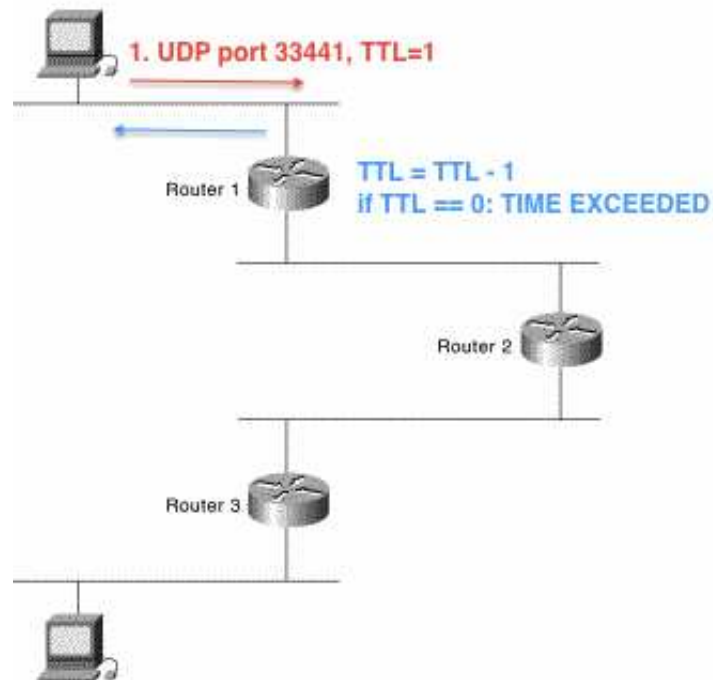 1. UDP port 33441, TTL=1
Router 1
TTL = TTL - 1
if TTL == 0: TIME EXCEEDED
Router 2
Router 3